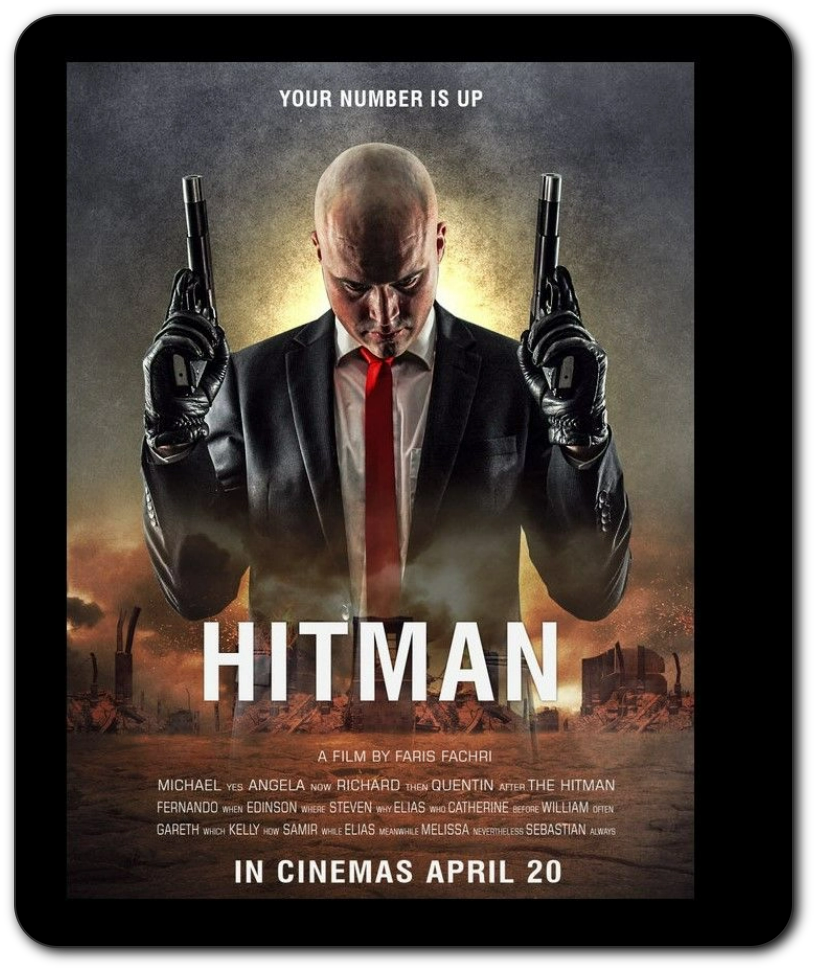 YOUR NUMBER IS UP
HITMAN
A FILM BY FARIS FACHRI
MICHAEL YES ANGELA NOW RICHARD THEN QUENTIN AFTER THE HITMAN
FERNANDO WHEN EDINSON WHERE STEVEN WHY ELIAS WHO CATHERINE BEFORE WILLIAM OFTEN
GARETH WHICH KELLY HOW SAMIR WHILE ELIAS MEANWHILE MELISSA NEVERTHELESS SEBASTIAN ALWAYS
IN CINEMAS APRIL 20